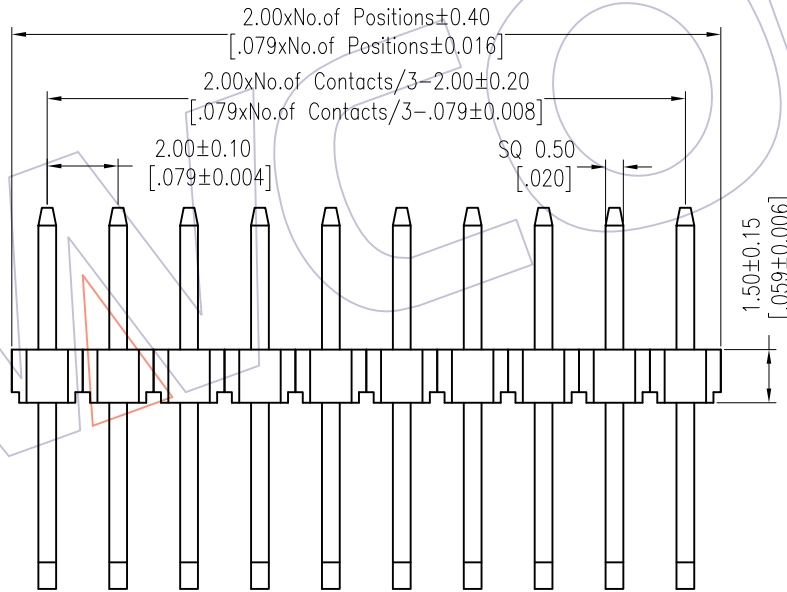 2.00xNo.of Positions±0.40
[.079xNo.of Positions±0.016]
2.00xNo.of Contacts/3-2.00±0.20
[.079xNo.of Contacts/3-.079±0.008]
2.00±0.10
[.079±0.004]
SQ 0.50
[.020]
1.50±0.15
[.059±0.006]
WCO